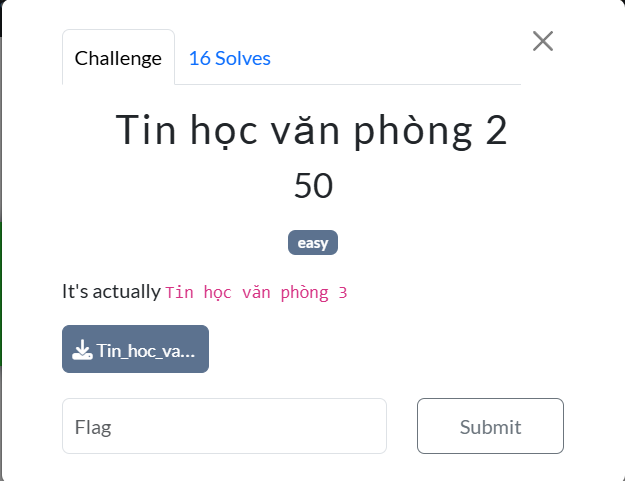 Challenge
16 Solves
Tin học văn phòng 2
50
easy
It's actually Tin học văn phòng 3
Tin_hoc_va...
Flag
Submit